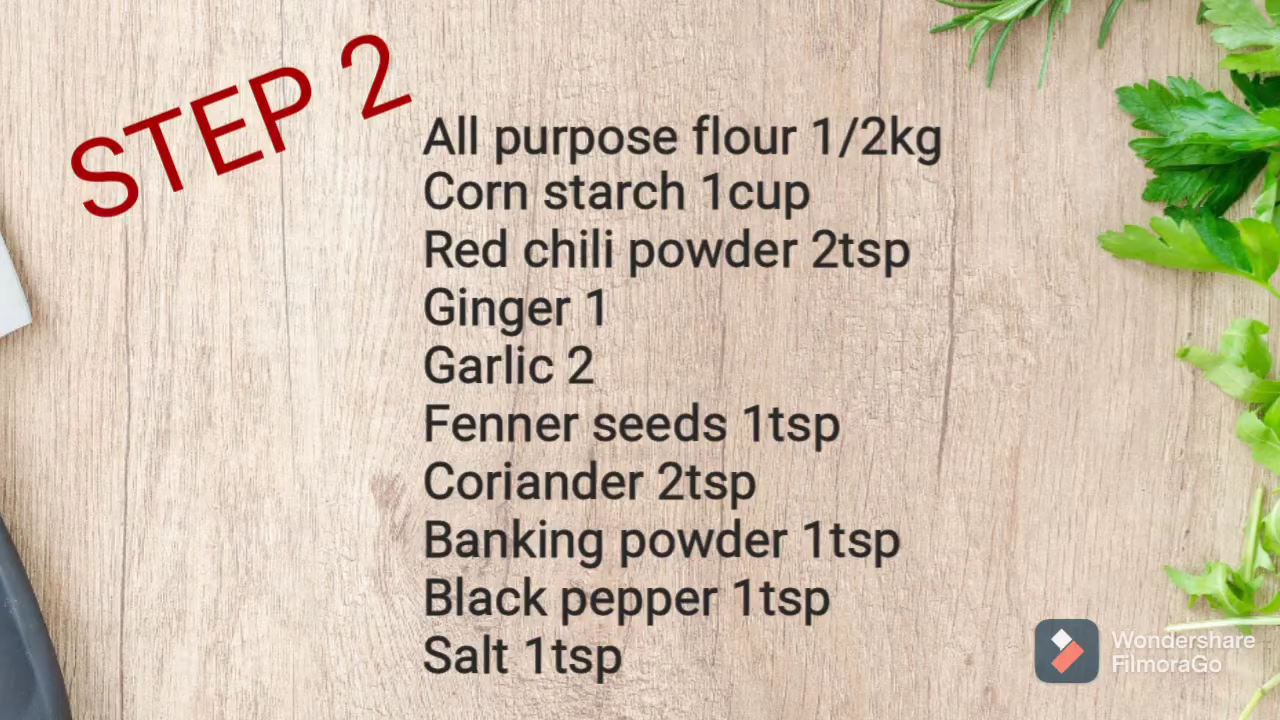 STEP 2
All purpose flour 1/2kg
Corn starch 1cup
Red chili powder 2tsp
Ginger 1
Garlic 2
Fenner seeds 1tsp
Coriander 2tsp
Banking powder 1tsp
Black pepper 1tsp
Salt 1tsp
Wondershare
FilmoraGo